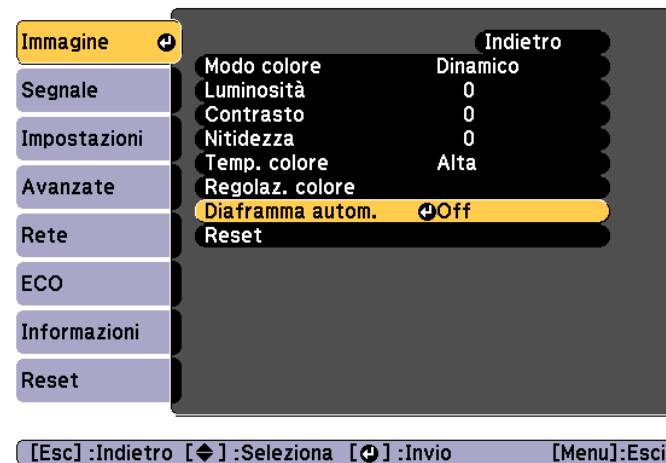 Immagine
Segnale
Impostazioni
Avanzate
Rete
ECO
Informazioni
Reset
Indietro
Modo colore Dinamico
Luminosità 0
Contrasto 0
Nitidezza 0
Temp. colore Alta
Regolaz. colore
Diaframma autom. Off
Reset
[Esc] :Indietro [ ] :Seleziona [ ] :Invio [Menu]:Esci